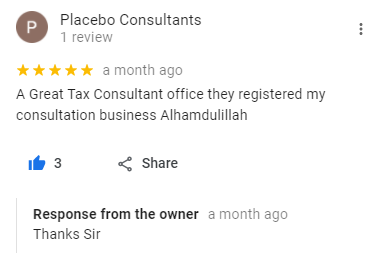 P
Placebo Consultants
1 review
a month ago
A Great Tax Consultant office they registered my
consultation business Alhamdulillah
3
Share
Response from the owner a month ago
Thanks Sir